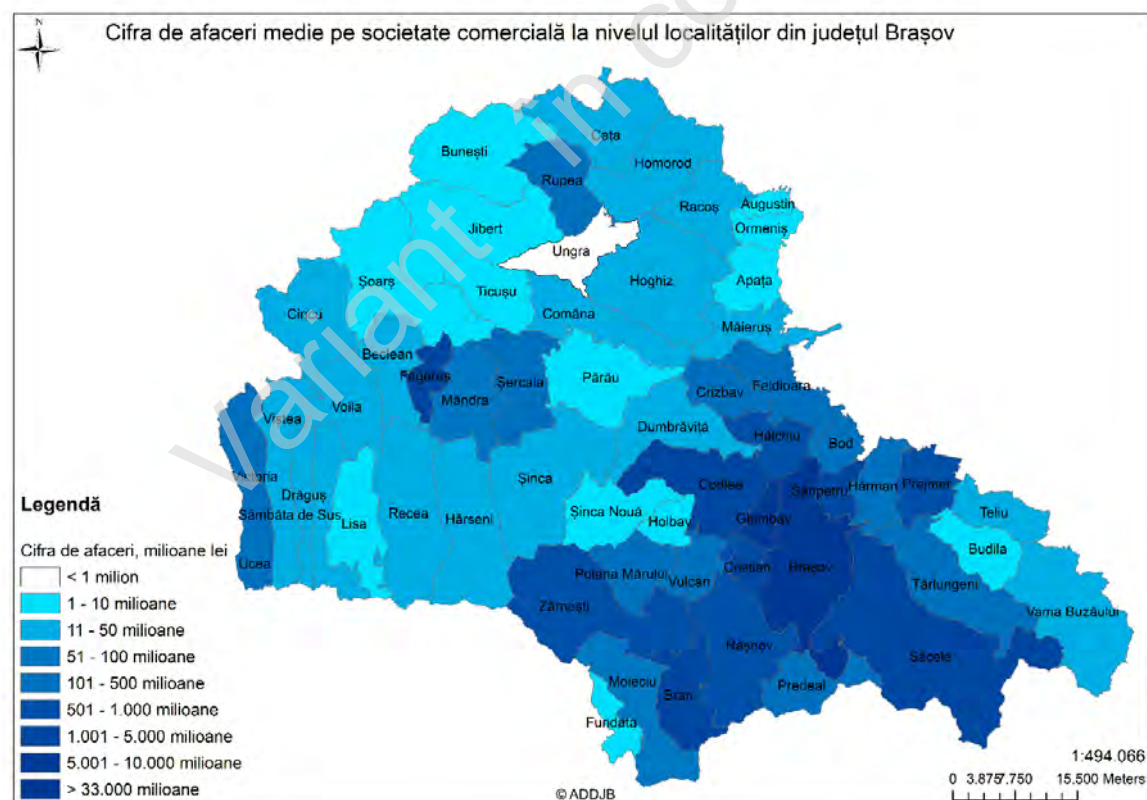 N
Cifra de afaceri medie pe societate comercială la nivelul localităților din județul Brașov
Variant în co
Cața
Bunești
Homorod
Rupea
Augustin
Racoș
Jibert
Ormeniș
Ungra
Șoarș
Hoghiz
Apața
Ticușu
Cincu
Comăna
Măieruș
Beclean
Făgăraș
Șercaia
Părău
Mândra
Crizbav
Feldioara
Voila
Viștea
Dumbrăvița
Hălchiu
Bod
Victoria
Șinca
Codlea
Sânpetru
Hărman
Prejmer
Drăguș
Sâmbăta de Sus
Lisa
Recea
Hârseni
Șinca Nouă
Holbav
Ghimbav
Teliu
Budila
Ucea
Poiana Mărului
Vulcan
Cristian
Brașov
Tărlungeni
Zărnești
Vama Buzăului
Râșnov
Săcele
Moieciu
Bran
Predeal
Fundata
Legendă
Cifra de afaceri, milioane lei
< 1 milion
1 - 10 milioane
11 - 50 milioane
51 - 100 milioane
101 - 500 milioane
501 - 1.000 milioane
1.001 - 5.000 milioane
5.001 - 10.000 milioane
> 33.000 milioane
1:494.066
0 3.875 7.750 15.500 Meters
© ADDJB